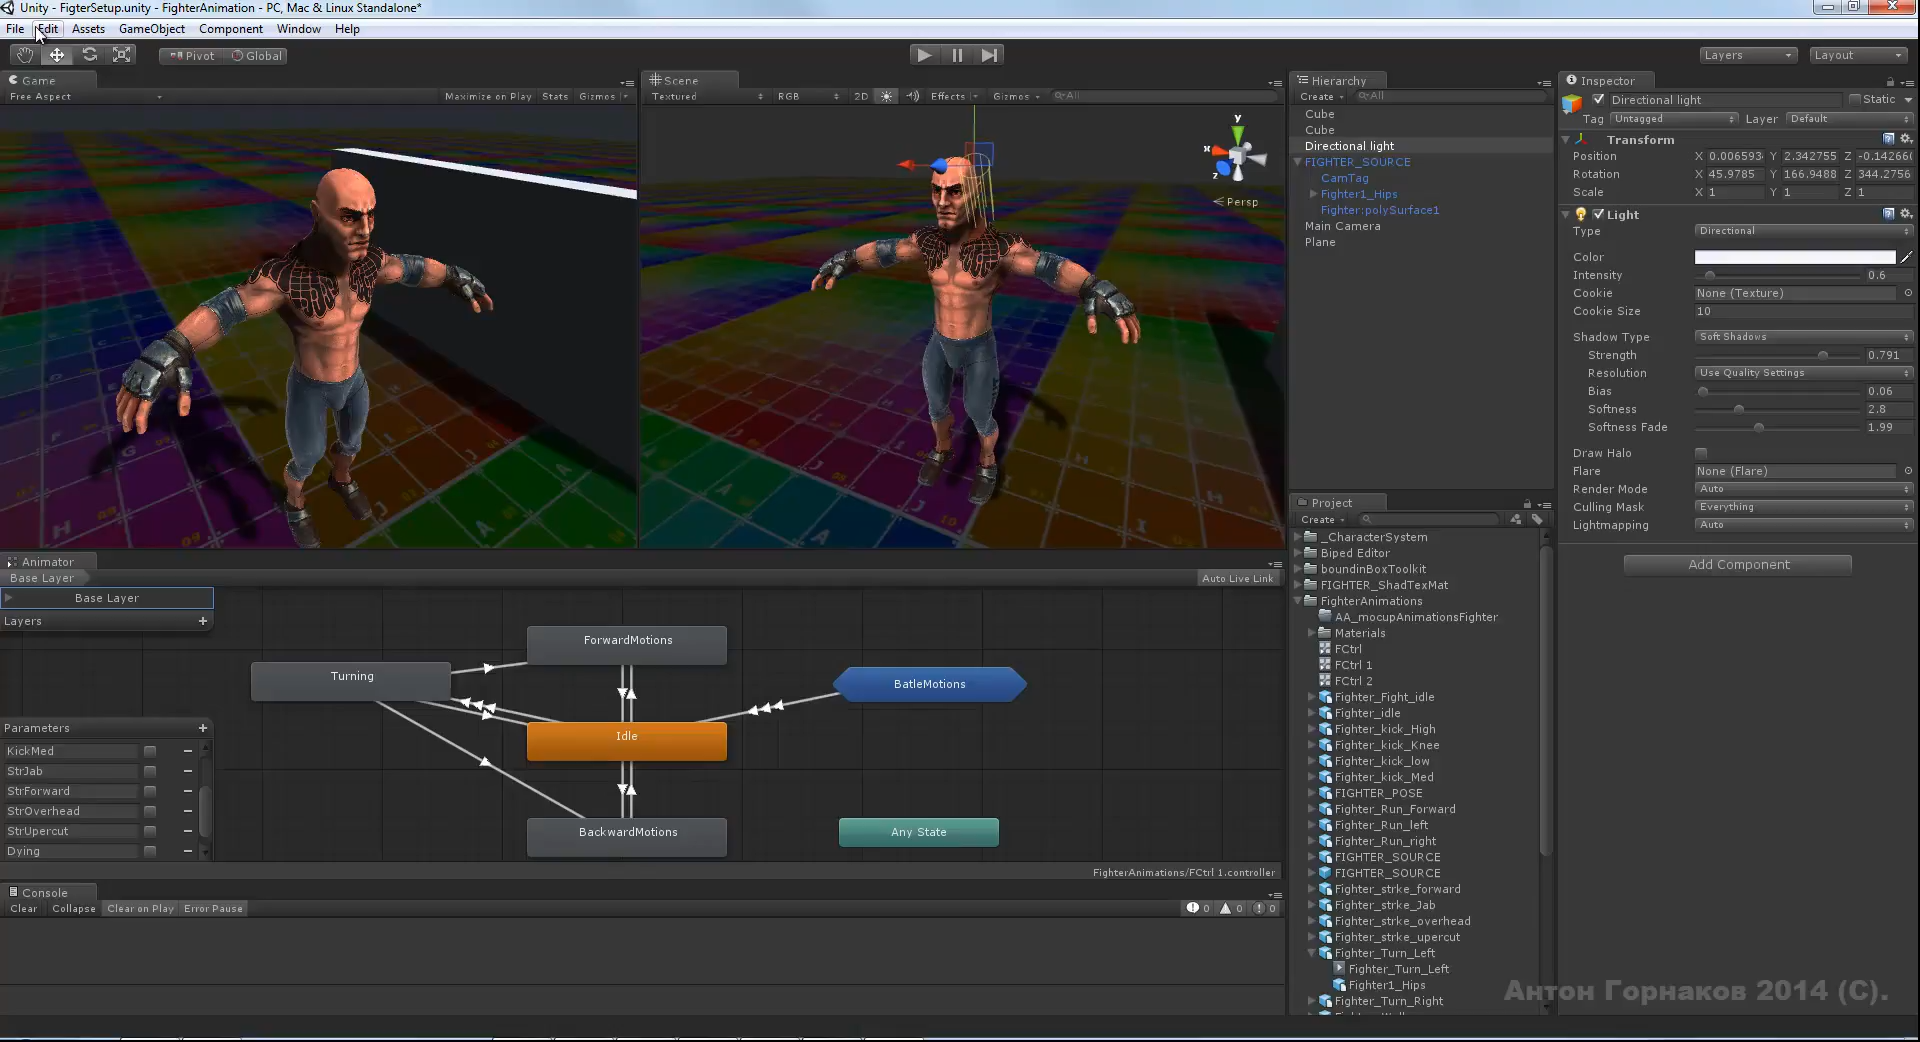 Unity - FigterSetup.unity - FighterAnimation - PC, Mac & Linux Standalone*
File Edit Assets GameObject Component Window Help
Pivot Global Layers Layout
Game
Free Aspect Maximize on Play Stats Gizmos
Scene
Textured RGB 2D Effects Gizmos All
y
x
z
Persp
Animator
Base Layer Auto Live Link
Base Layer
Layers +
Turning
ForwardMotions
BatleMotions
Idle
BackwardMotions
Any State
Parameters +
KickMed
StrJab
StrForward
StrOverhead
StrUpercut
Dying
FighterAnimations/FCtrl 1.controller
Console
Clear Collapse Clear on Play Error Pause 0 0 0
Hierarchy
Create All
Cube
Cube
Directional light
FIGHTER_SOURCE
CamTag
Fighter1_Hips
Fighter:polySurface1
Main Camera
Plane
Project
Create
_CharacterSystem
Biped Editor
boundinBoxToolkit
FIGHTER_ShadTexMat
FighterAnimations
AA_mocupAnimationsFighter
Materials
FCtrl
FCtrl 1
FCtrl 2
Fighter_Fight_idle
Fighter_idle
Fighter_kick_High
Fighter_kick_Knee
Fighter_kick_low
Fighter_kick_Med
FIGHTER_POSE
Fighter_Run_Forward
Fighter_Run_left
Fighter_Run_right
FIGHTER_SOURCE
FIGHTER_SOURCE
Fighter_strke_forward
Fighter_strke_Jab
Fighter_strke_overhead
Fighter_strke_upercut
Fighter_Turn_Left
Fighter_Turn_Left
Fighter1_Hips
Fighter_Turn_Right
Inspector
Directional light Static
Tag Untagged Layer Default
Transform
Position X 0.006593 Y 2.342755 Z -0.14266
Rotation X 45.9785 Y 166.9488 Z 344.2756
Scale X 1 Y 1 Z 1
Light
Type Directional
Color
Intensity 0.6
Cookie None (Texture)
Cookie Size 10
Shadow Type Soft Shadows
Strength 0.791
Resolution Use Quality Settings
Bias 0.06
Softness 2.8
Softness Fade 1.99
Draw Halo
Flare None (Flare)
Render Mode Auto
Culling Mask Everything
Lightmapping Auto
Add Component
Антон Горнаков 2014 (С).